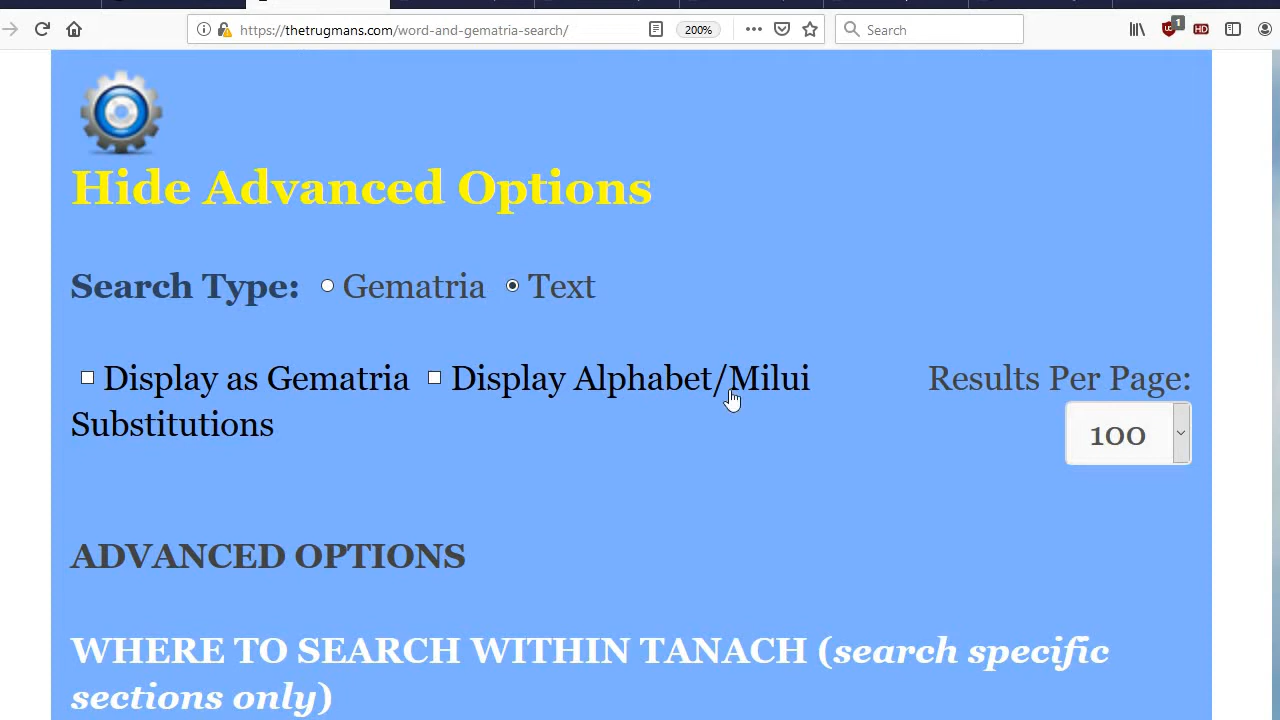 https://thetrugmans.com/word-and-gematria-search/
200%
Search
1
HD
Hide Advanced Options
Search Type: Gematria Text
Display as Gematria Display Alphabet/Milui Results Per Page:
Substitutions
100
ADVANCED OPTIONS
WHERE TO SEARCH WITHIN TANACH (search specific
sections only)